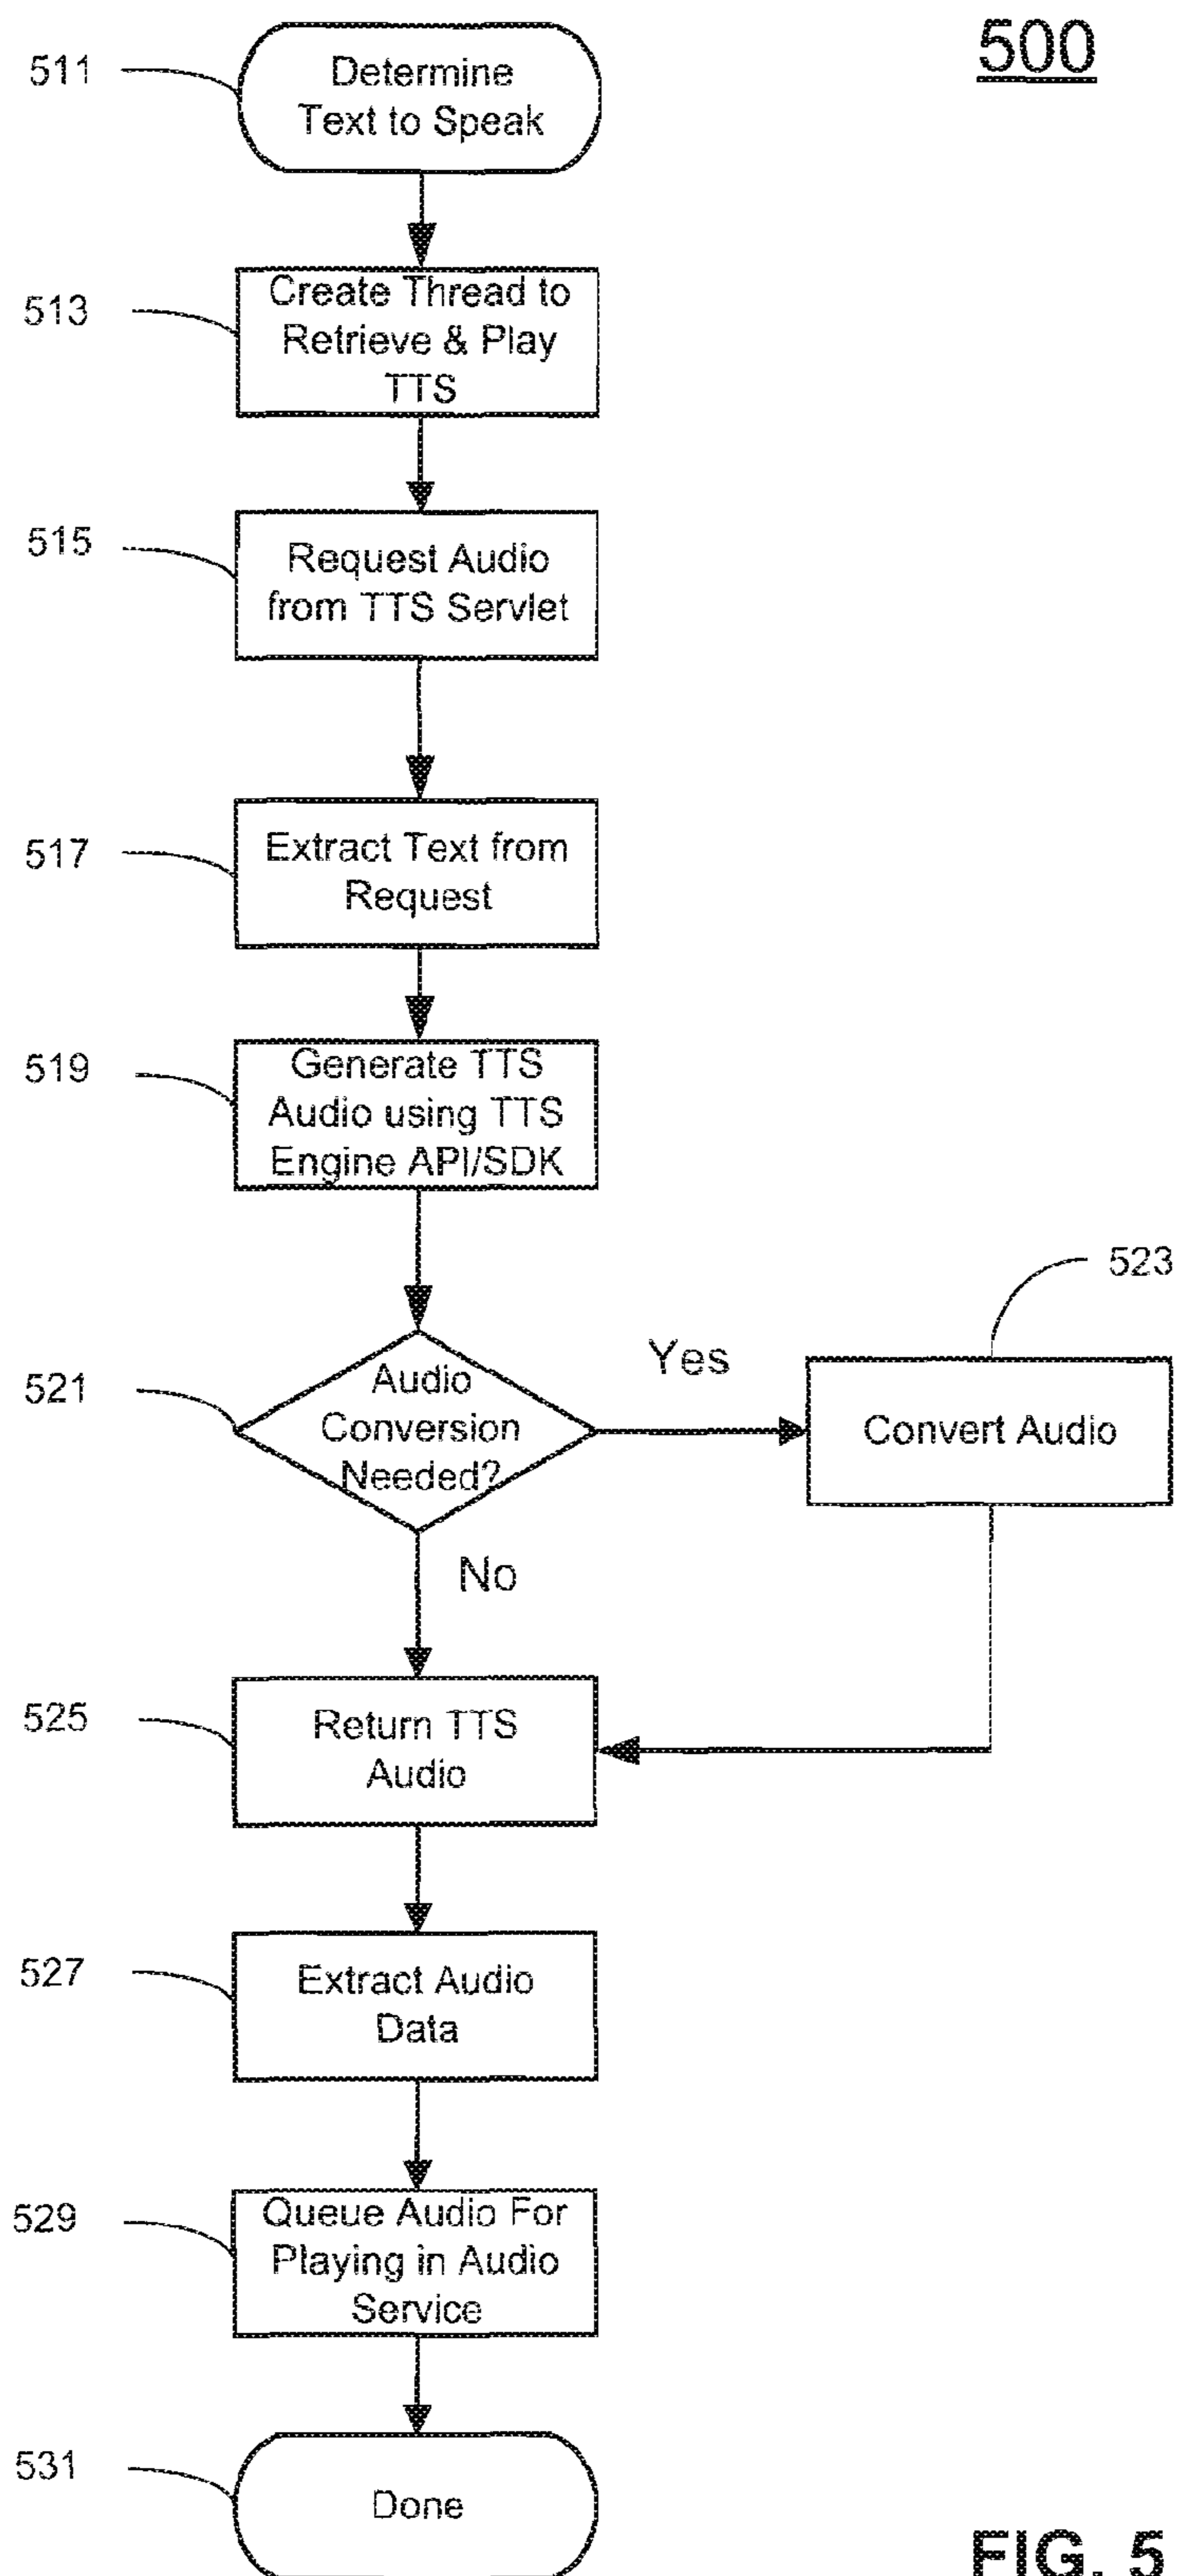 500
511
Determine
Text to Speak
513
Create Thread to
Retrieve & Play
TTS
515
Request Audio
from TTS Servlet
517
Extract Text from
Request
519
Generate TTS
Audio using TTS
Engine API/SDK
523
521
Audio
Conversion
Needed?
Yes
Convert Audio
No
525
Return TTS
Audio
527
Extract Audio
Data
529
Queue Audio For
Playing in Audio
Service
531
Done
FIG. 5